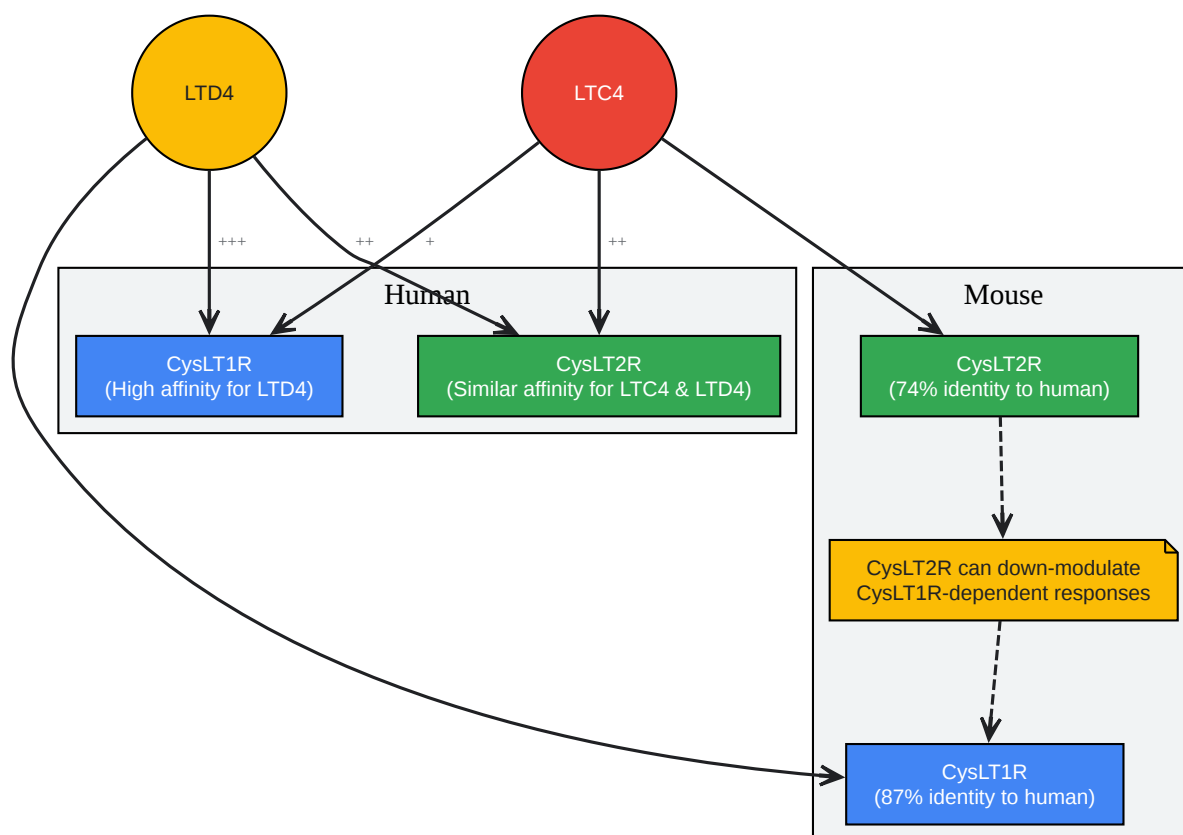 LTD4
LTC4
+++
++
+
++
Human
Mouse
CysLT1R
(High affinity for LTD4)
CysLT2R
(Similar affinity for LTC4 & LTD4)
CysLT2R
(74% identity to human)
CysLT2R can down-modulate
CysLT1R-dependent responses
CysLT1R
(87% identity to human)